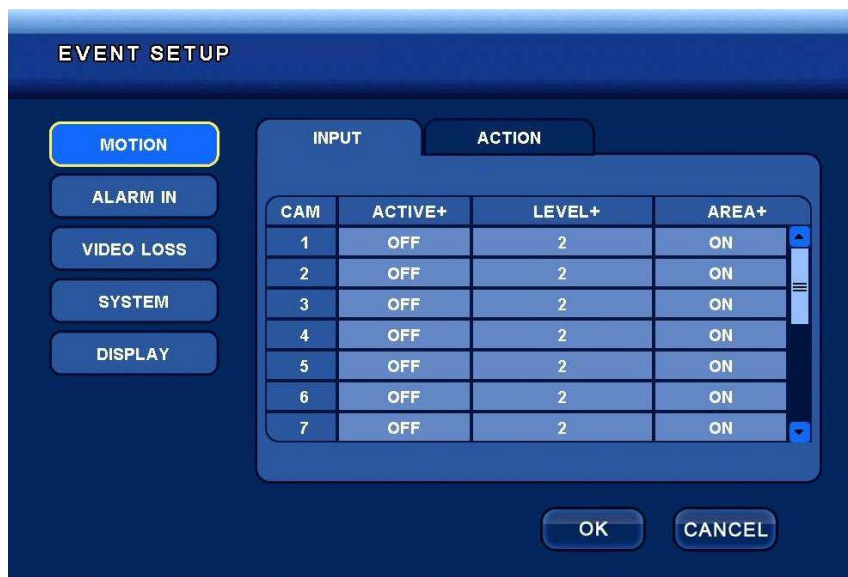 EVENT SETUP
MOTION
ALARM IN
VIDEO LOSS
SYSTEM
DISPLAY
INPUT ACTION
CAM ACTIVE+ LEVEL+ AREA+
1 OFF 2 ON
2 OFF 2 ON
3 OFF 2 ON
4 OFF 2 ON
5 OFF 2 ON
6 OFF 2 ON
7 OFF 2 ON
OK CANCEL